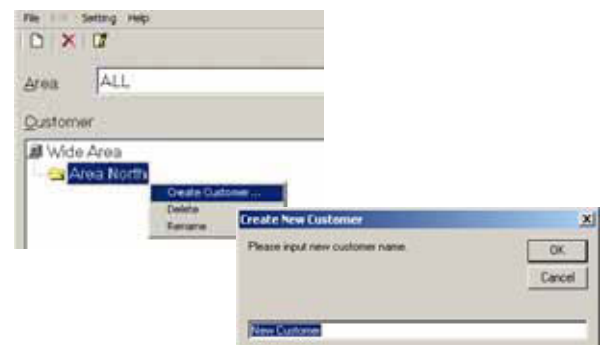 File Edit Setting Help
Area ALL
Customer
Wide Area
Area North
Create Customer...
Delete
Rename
Create New Customer
Please input new customer name.
OK
Cancel
New Customer